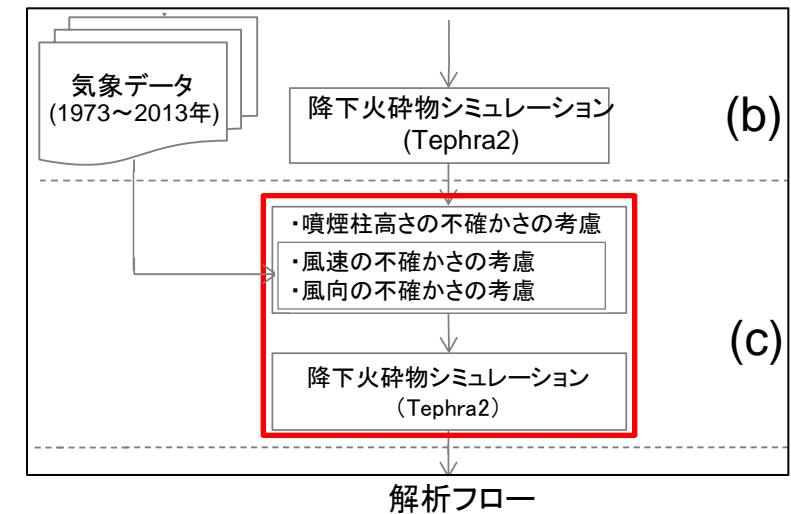 気象データ
(1973～2013年)
降下火砕物シミュレーション
(Tephra2)
(b)
・噴煙柱高さの不確かさの考慮
・風速の不確かさの考慮
・風向の不確かさの考慮
降下火砕物シミュレーション
（Tephra2）
(c)
解析フロー